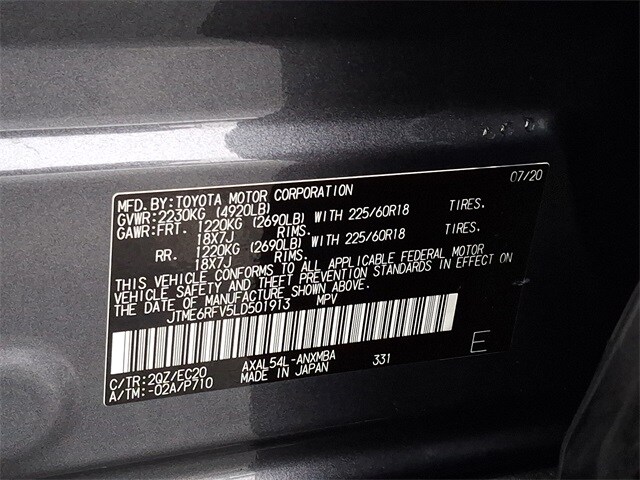 07/20
MFD.BY:TOYOTA MOTOR CORPORATION
GVWR:2230KG (4920LB)
GAWR:FRT. 1220KG (2690LB) WITH 225/60R18 TIRES.
18X7J RIMS.
RR. 1220KG (2690LB) WITH 225/60R18 TIRES.
18X7J RIMS.
THIS VEHICLE CONFORMS TO ALL APPLICABLE FEDERAL MOTOR
VEHICLE SAFETY AND THEFT PREVENTION STANDARDS IN EFFECT ON
THE DATE OF MANUFACTURE SHOWN ABOVE.
JTME6RFV5LD501913 MPV
C/TR:2QZ/EC20 AXAL54L-ANXMBA 331 E
A/TM:-02A/P710 MADE IN JAPAN